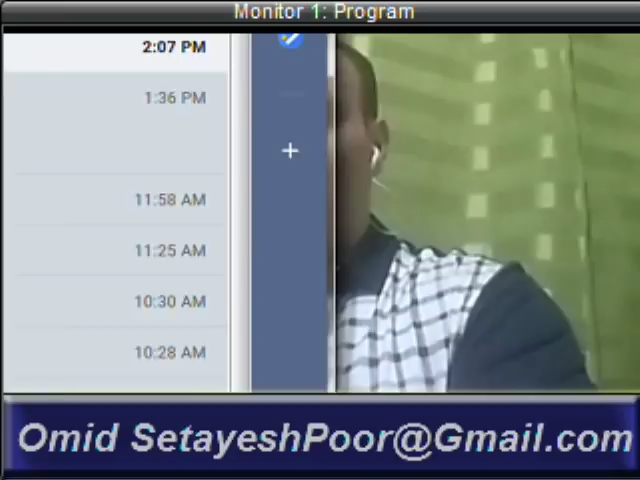 Monitor 1: Program
2:07 PM
1:36 PM
11:58 AM
11:25 AM
10:30 AM
10:28 AM
Omid SetayeshPoor@Gmail.com